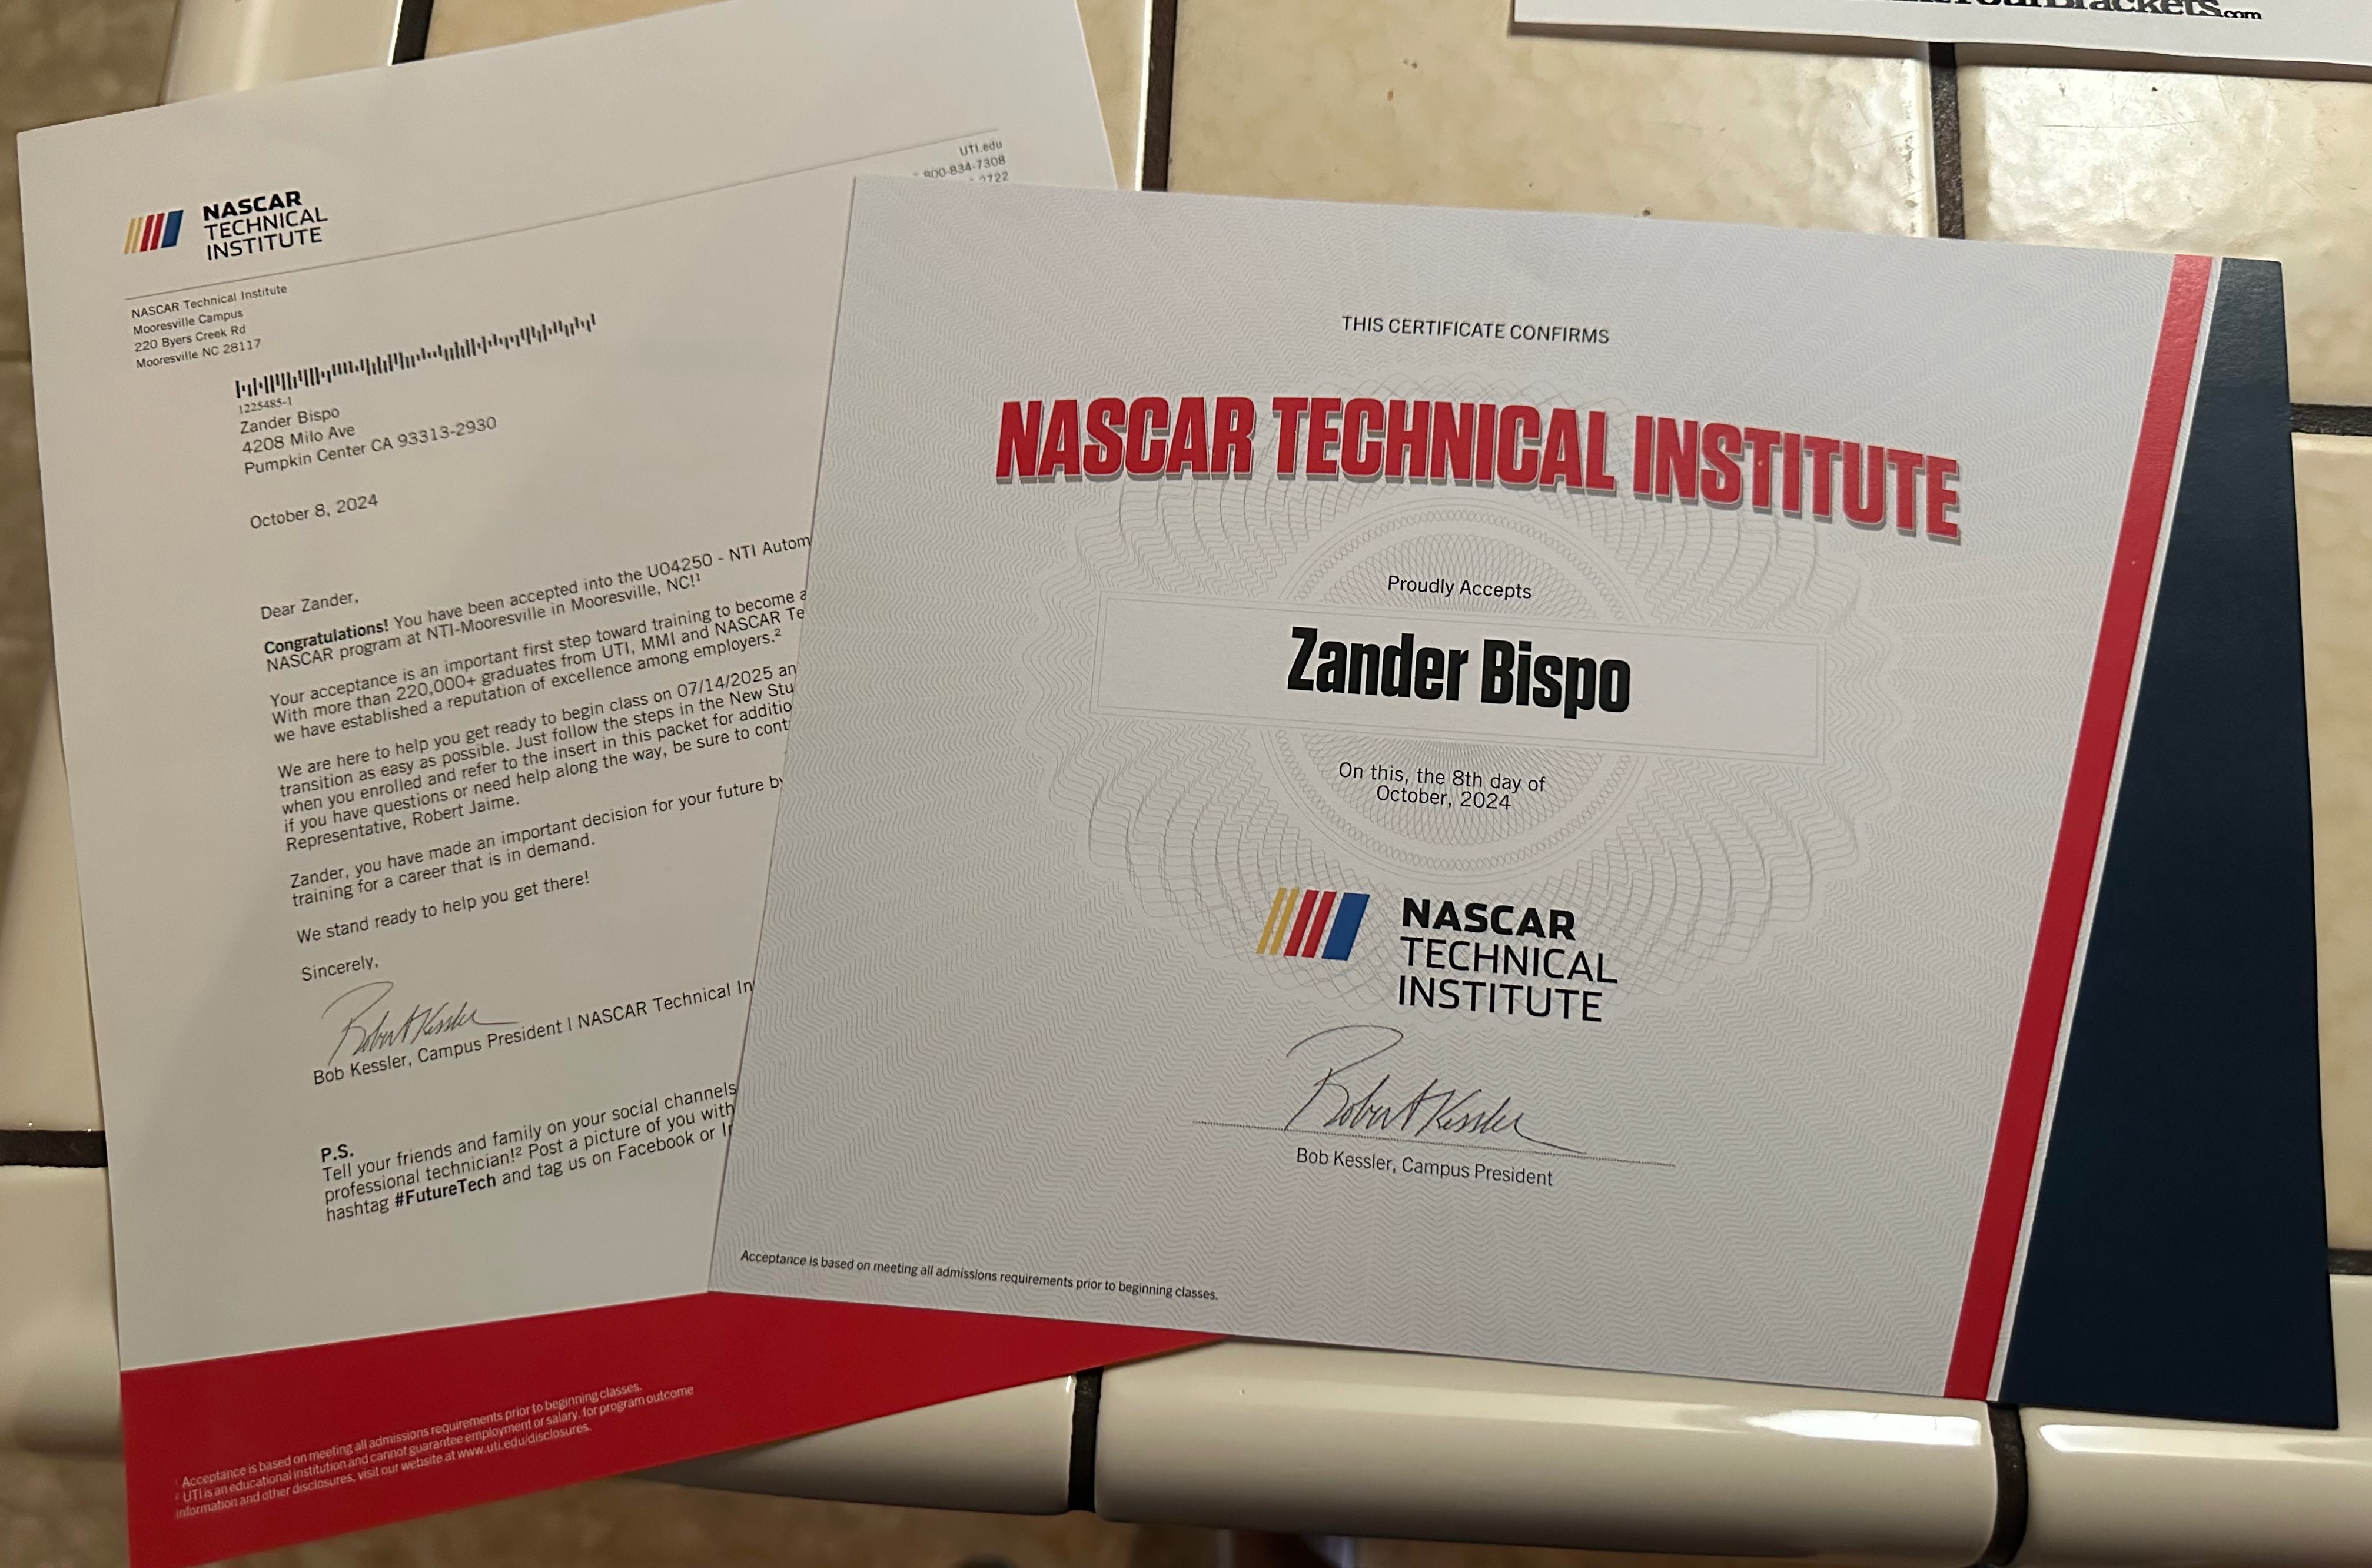 Brackets.com
UTI.edu
800-834-7308
2722
NASCAR
TECHNICAL
INSTITUTE
NASCAR Technical Institute
Mooresville Campus
220 Byers Creek Rd
Mooresville NC 28117
1225485-1
Zander Bispo
4208 Milo Ave
Pumpkin Center CA 93313-2930
October 8, 2024
Dear Zander,
Congratulations! You have been accepted into the U04250 - NTI Autom
NASCAR program at NTI-Mooresville in Mooresville, NC!¹
Your acceptance is an important first step toward training to become a
With more than 220,000+ graduates from UTI, MMI and NASCAR Te
we have established a reputation of excellence among employers.²
We are here to help you get ready to begin class on 07/14/2025 an
transition as easy as possible. Just follow the steps in the New Stu
when you enrolled and refer to the insert in this packet for additio
if you have questions or need help along the way, be sure to cont
Representative, Robert Jaime.
Zander, you have made an important decision for your future by
training for a career that is in demand.
We stand ready to help you get there!
Sincerely,
Robert Kessler
Bob Kessler, Campus President | NASCAR Technical In
P.S.
Tell your friends and family on your social channels
professional technician!² Post a picture of you with
hashtag #FutureTech and tag us on Facebook or I
¹ Acceptance is based on meeting all admissions requirements prior to beginning classes.
² UTI is an educational institution and cannot guarantee employment or salary, for program outcome
information and other disclosures, visit our website at www.uti.edu/disclosures.
THIS CERTIFICATE CONFIRMS
NASCAR TECHNICAL INSTITUTE
Proudly Accepts
Zander Bispo
On this, the 8th day of
October, 2024
NASCAR
TECHNICAL
INSTITUTE
Robert Kessler
Bob Kessler, Campus President
Acceptance is based on meeting all admissions requirements prior to beginning classes.